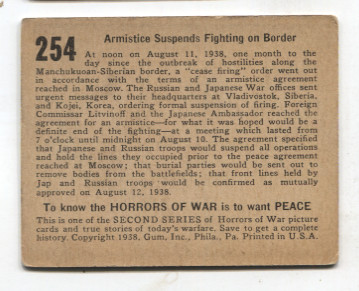 254
Armistice Suspends Fighting on Border
At noon on August 11, 1938, one month to the
day since the outbreak of hostilities along the
Manchukuoan-Siberian border, a "cease firing" order went out
in accordance with the terms of an armistice agreement
reached in Moscow. The Russian and Japanese War offices sent
urgent messages to their headquarters at Vladivostok, Siberia,
and Kojei, Korea, ordering formal suspension of firing. Foreign
Commissar Litvinoff and the Japanese Ambassador reached the
agreement for an armistice—for what it was hoped would be a
definite end of the fighting—at a meeting which lasted from
7 o'clock until midnight on August 10. The agreement specified
that Japanese and Russian troops would suspend all operations
and hold the lines they occupied prior to the peace agreement
reached at Moscow; that burial parties would be sent out to
remove bodies from the battlefields; that front lines held by
Jap and Russian troops would be confirmed as mutually
approved on August 12, 1938.
To know the HORRORS OF WAR is to want PEACE
This is one of the SECOND SERIES of Horrors of War picture
cards and true stories of today's warfare. Save to get a complete
history. Copyright 1938, Gum, Inc., Phila., Pa. Printed in U.S.A.